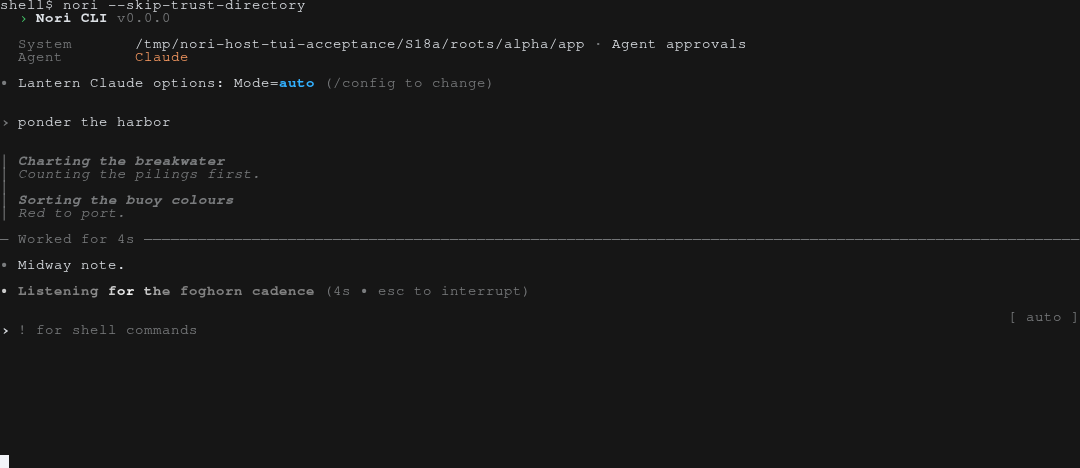 shell$ nori --skip-trust-directory
› Nori CLI v0.0.0
System /tmp/nori-host-tui-acceptance/S18a/roots/alpha/app · Agent approvals
Agent Claude
• Lantern Claude options: Mode=auto (/config to change)
› ponder the harbor
│ Charting the breakwater
│ Counting the pilings first.
│
│ Sorting the buoy colours
│ Red to port.
─ Worked for 4s ────────────────────────────────────────
• Midway note.
• Listening for the foghorn cadence (4s • esc to interrupt)
[ auto ]
› ! for shell commands